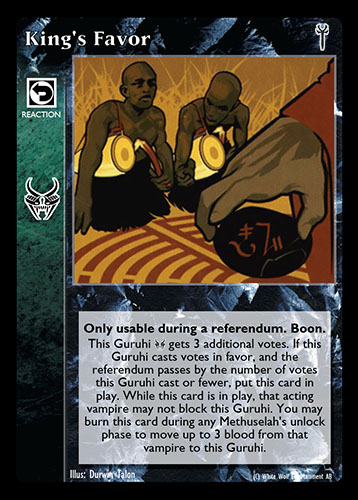 King's Favor
REACTION
Only usable during a referendum. Boon.
This Guruhi gets 3 additional votes. If this
Guruhi casts votes in favor, and the
referendum passes by the number of votes
this Guruhi cast or fewer, put this card in
play. While this card is in play, that acting
vampire may not block this Guruhi. You may
burn this card during any Methuselah's unlock
phase to move up to 3 blood from that
vampire to this Guruhi.
Illus: Durwin Talon
(C) White Wolf Entertainment AB